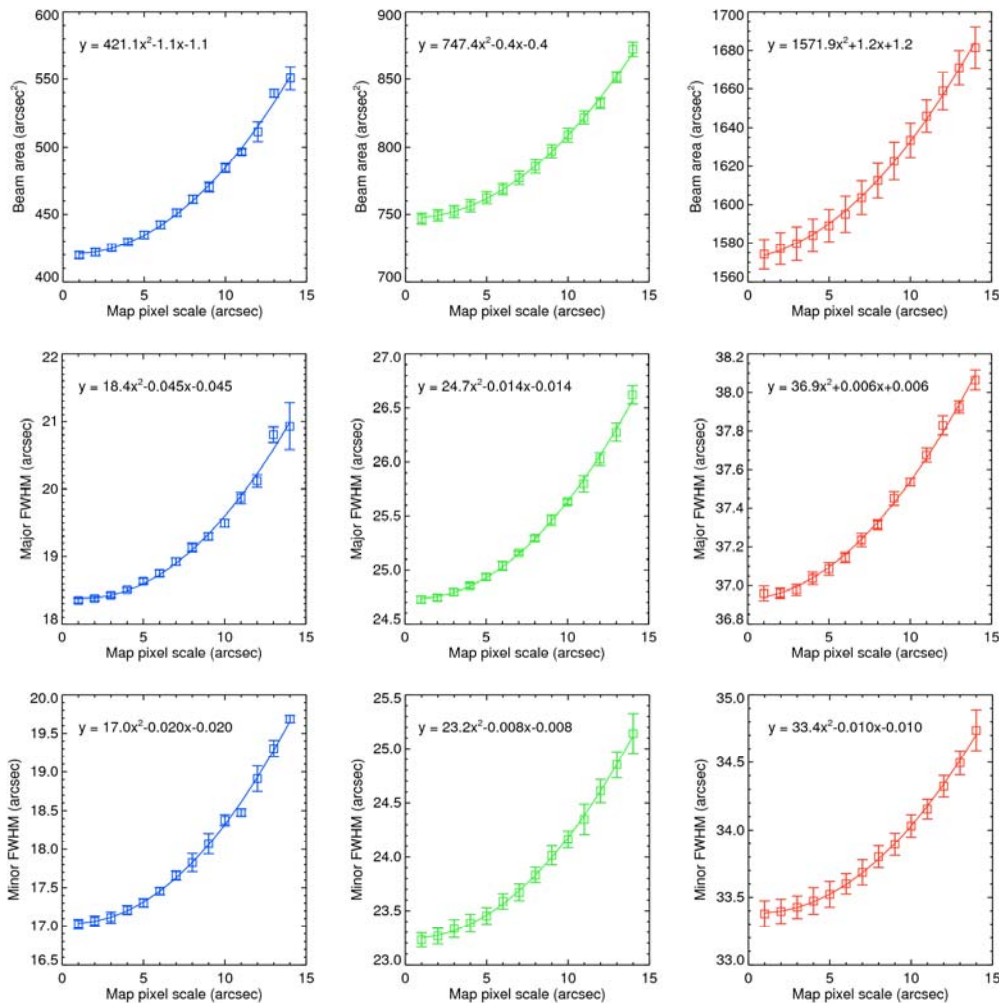 600
550
500
450
400
Beam area (arcsec²)
y = 421.1x²-1.1x-1.1
0 5 10 15
Map pixel scale (arcsec)
900
850
800
750
700
Beam area (arcsec²)
y = 747.4x²-0.4x-0.4
0 5 10 15
Map pixel scale (arcsec)
1700
1680
1660
1640
1620
1600
1580
1560
Beam area (arcsec²)
y = 1571.9x²+1.2x+1.2
0 5 10 15
Map pixel scale (arcsec)
22
21
20
19
18
Major FWHM (arcsec)
y = 18.4x²-0.045x-0.045
0 5 10 15
Map pixel scale (arcsec)
27.0
26.5
26.0
25.5
25.0
24.5
Major FWHM (arcsec)
y = 24.7x²-0.014x-0.014
0 5 10 15
Map pixel scale (arcsec)
38.2
38.0
37.8
37.6
37.4
37.2
37.0
36.8
Major FWHM (arcsec)
y = 36.9x²+0.006x+0.006
0 5 10 15
Map pixel scale (arcsec)
20.0
19.5
19.0
18.5
18.0
17.5
17.0
16.5
Minor FWHM (arcsec)
y = 17.0x²-0.020x-0.020
0 5 10 15
Map pixel scale (arcsec)
25.5
25.0
24.5
24.0
23.5
23.0
Minor FWHM (arcsec)
y = 23.2x²-0.008x-0.008
0 5 10 15
Map pixel scale (arcsec)
35.0
34.5
34.0
33.5
33.0
Minor FWHM (arcsec)
y = 33.4x²-0.010x-0.010
0 5 10 15
Map pixel scale (arcsec)